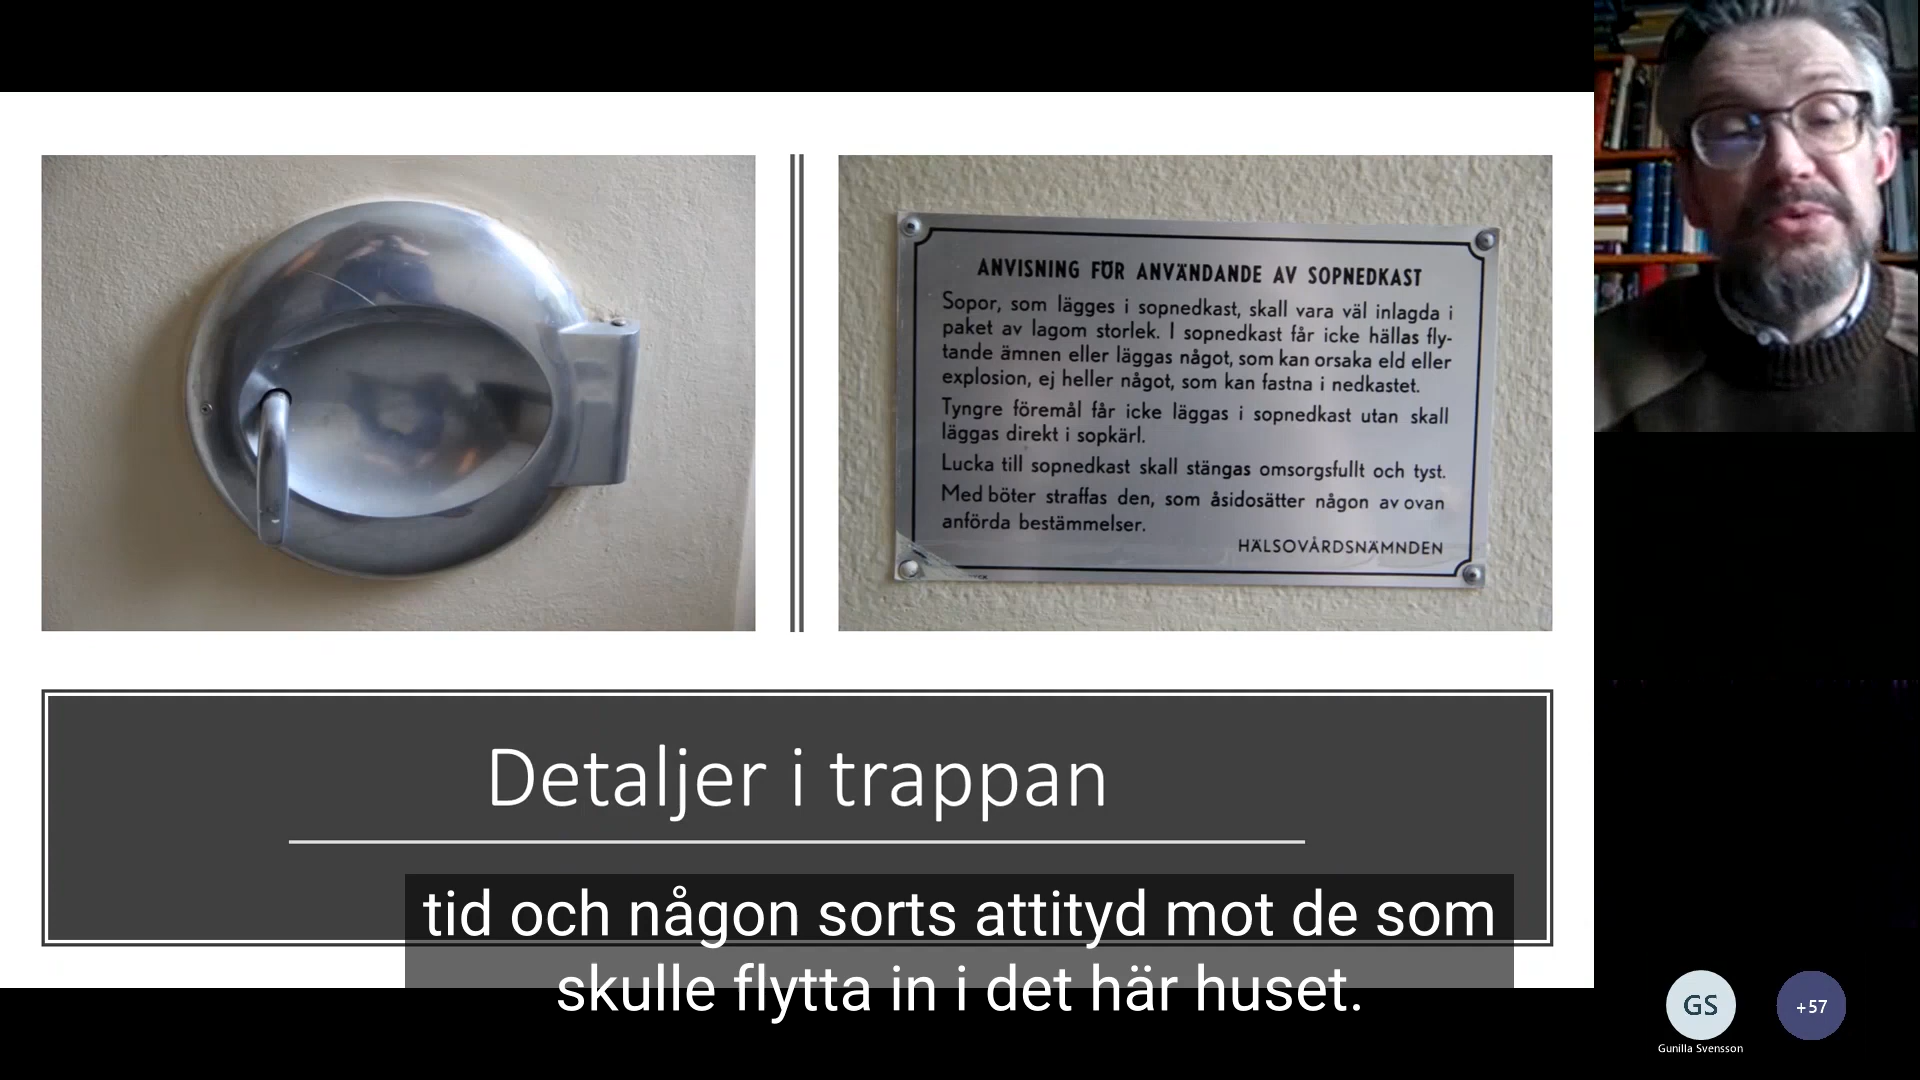 ANVISNING FÖR ANVÄNDANDE AV SOPNEDKAST
Sopor, som lägges i sopnedkast, skall vara väl inlagda i
paket av lagom storlek. I sopnedkast får icke hällas fly-
tande ämnen eller läggas något, som kan orsaka eld eller
explosion, ej heller något, som kan fastna i nedkastet.
Tyngre föremål får icke läggas i sopnedkast utan skall
läggas direkt i sopkärl.
Lucka till sopnedkast skall stängas omsorgsfullt och tyst.
Med böter straffas den, som åsidosätter någon av ovan
anförda bestämmelser.
HÄLSOVÅRDSNÄMNDEN
Detaljer i trappan
tid och någon sorts attityd mot de som
skulle flytta in i det här huset.
GS
+57
Gunilla Svensson